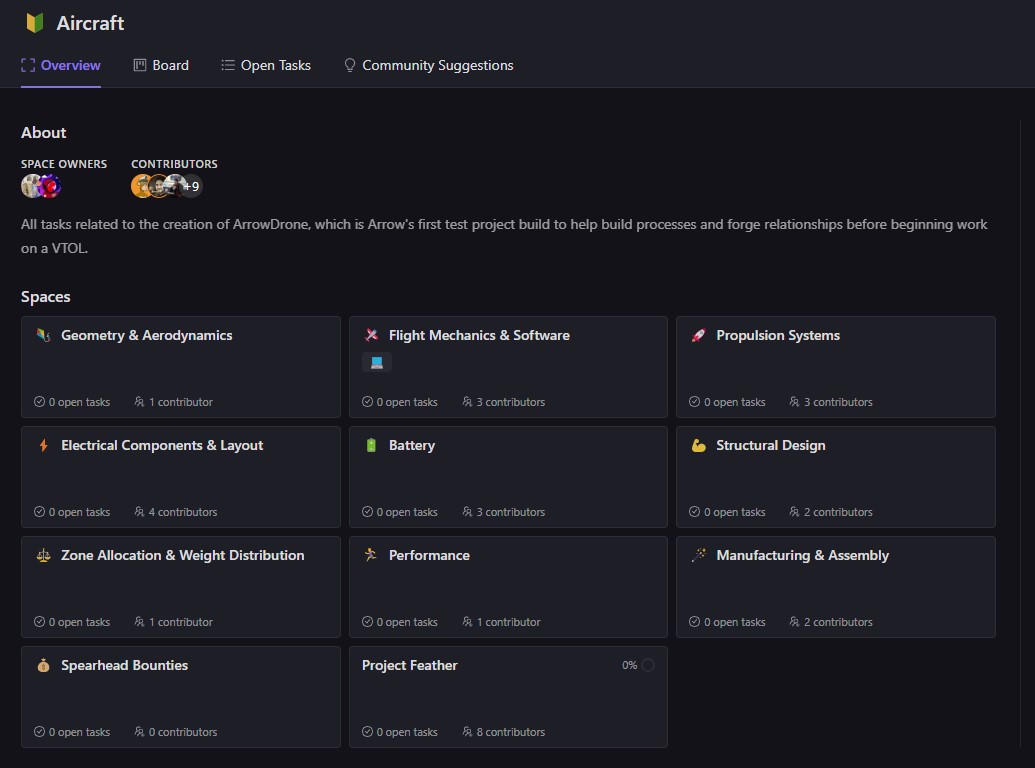 Aircraft
Overview Board Open Tasks Community Suggestions
About
SPACE OWNERS CONTRIBUTORS
+9
All tasks related to the creation of ArrowDrone, which is Arrow's first test project build to help build processes and forge relationships before beginning work
on a VTOL.
Spaces
Geometry & Aerodynamics
0 open tasks 1 contributor
Flight Mechanics & Software
0 open tasks 3 contributors
Propulsion Systems
0 open tasks 3 contributors
Electrical Components & Layout
0 open tasks 4 contributors
Battery
0 open tasks 3 contributors
Structural Design
0 open tasks 2 contributors
Zone Allocation & Weight Distribution
0 open tasks 1 contributor
Performance
0 open tasks 1 contributor
Manufacturing & Assembly
0 open tasks 2 contributors
Spearhead Bounties
0 open tasks 0 contributors
Project Feather 0%
0 open tasks 8 contributors